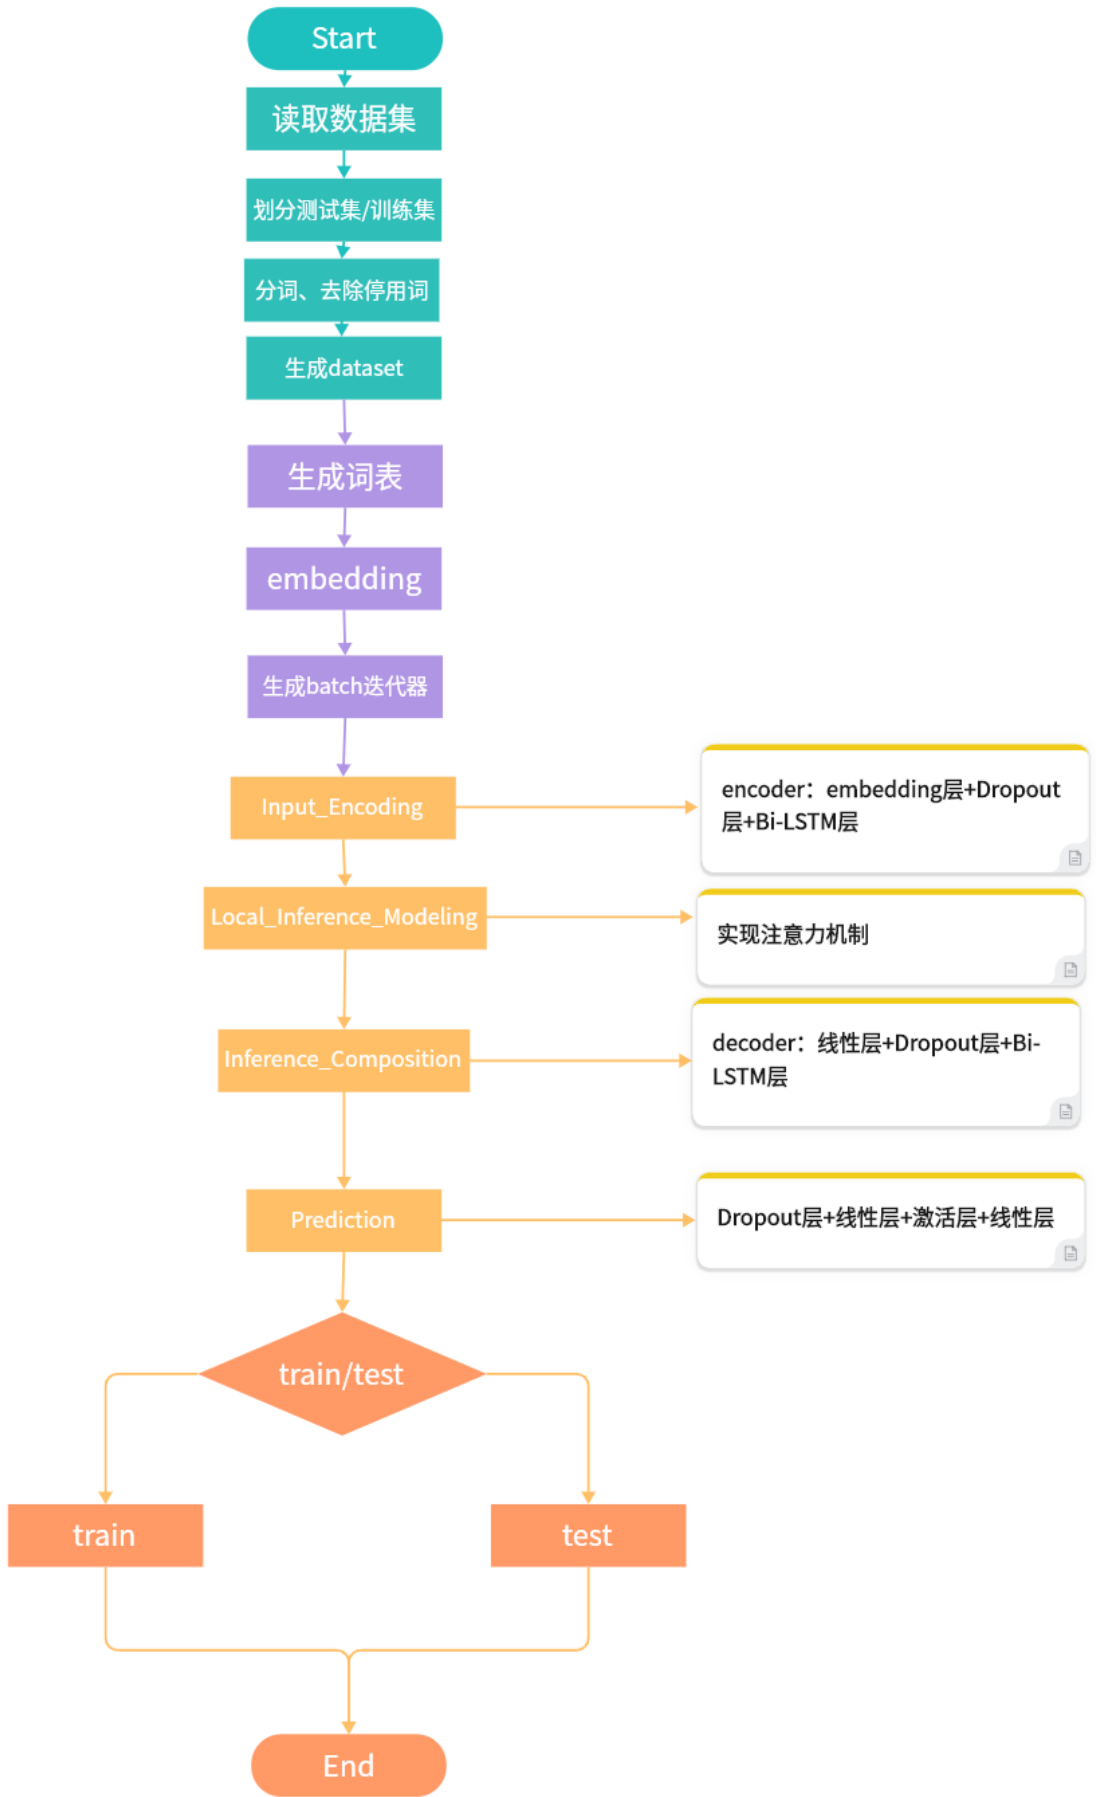 Start
读取数据集
划分测试集/训练集
分词、去除停用词
生成dataset
生成词表
embedding
生成batch迭代器
Input_Encoding
encoder：embedding层+Dropout
层+Bi-LSTM层
Local_Inference_Modeling
实现注意力机制
Inference_Composition
decoder：线性层+Dropout层+Bi-
LSTM层
Prediction
Dropout层+线性层+激活层+线性层
train/test
train
test
End